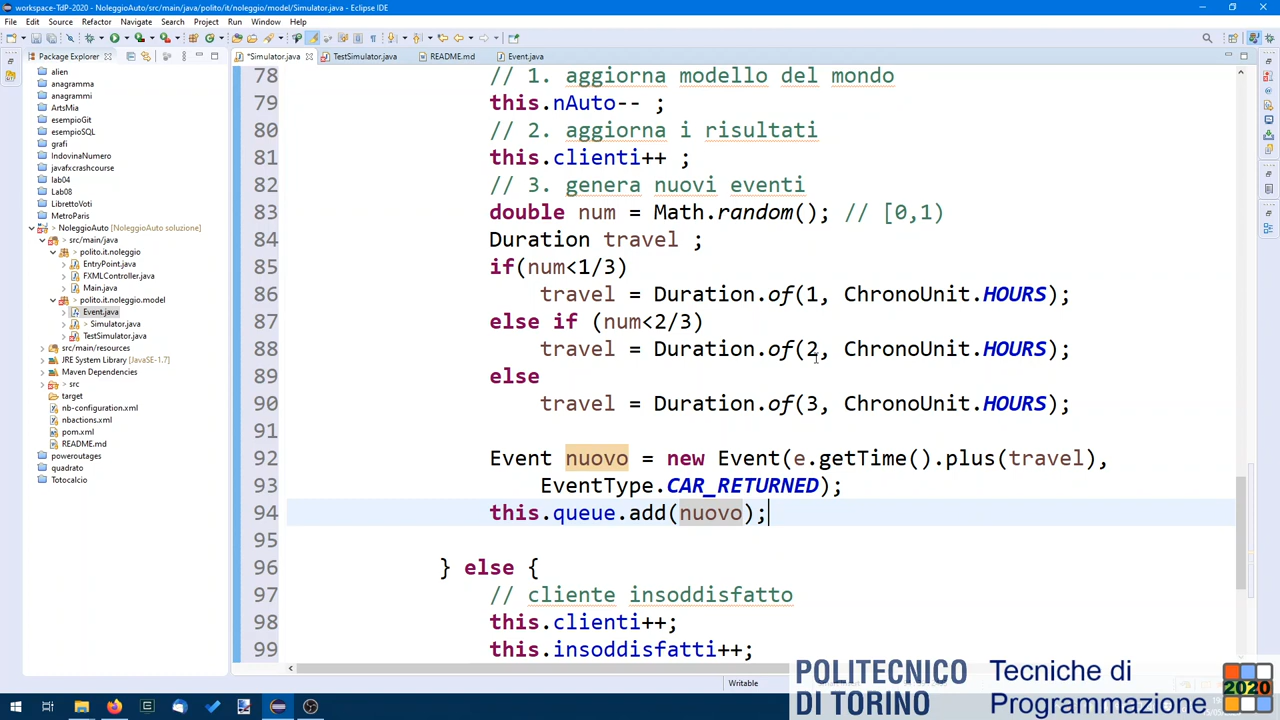 workspace-TdP-2020 - NoleggioAuto/src/main/java/polito/it/noleggio/model/Simulator.java - Eclipse IDE
File Edit Source Refactor Navigate Search Project Run Window Help
Package Explorer
*Simulator.java TestSimulator.java README.md Event.java
alien
anagramma
anagrammi
ArtsMia
esempioGit
esempioSQL
grafi
IndovinaNumero
javafxcrashcourse
lab04
Lab08
LibrettoVoti
MetroParis
NoleggioAuto [NoleggioAuto soluzione]
src/main/java
polito.it.noleggio
EntryPoint.java
FXMLController.java
Main.java
polito.it.noleggio.model
Event.java
> Simulator.java
TestSimulator.java
src/main/resources
JRE System Library [JavaSE-1.7]
Maven Dependencies
src
target
nb-configuration.xml
nbactions.xml
pom.xml
README.md
poweroutages
quadrato
Totocalcio
78 // 1. aggiorna modello del mondo
79 this.nAuto-- ;
80 // 2. aggiorna i risultati
81 this.clienti++ ;
82 // 3. genera nuovi eventi
83 double num = Math.random(); // [0,1)
84 Duration travel ;
85 if(num<1/3)
86 travel = Duration.of(1, ChronoUnit.HOURS);
87 else if (num<2/3)
88 travel = Duration.of(2, ChronoUnit.HOURS);
89 else
90 travel = Duration.of(3, ChronoUnit.HOURS);
91
92 Event nuovo = new Event(e.getTime().plus(travel),
93 EventType.CAR_RETURNED);
94 this.queue.add(nuovo);
95
96 } else {
97 // cliente insoddisfatto
98 this.clienti++;
99 this.insoddisfatti++;
Writable
POLITECNICO DI TORINO
Tecniche di Programmazione
2020